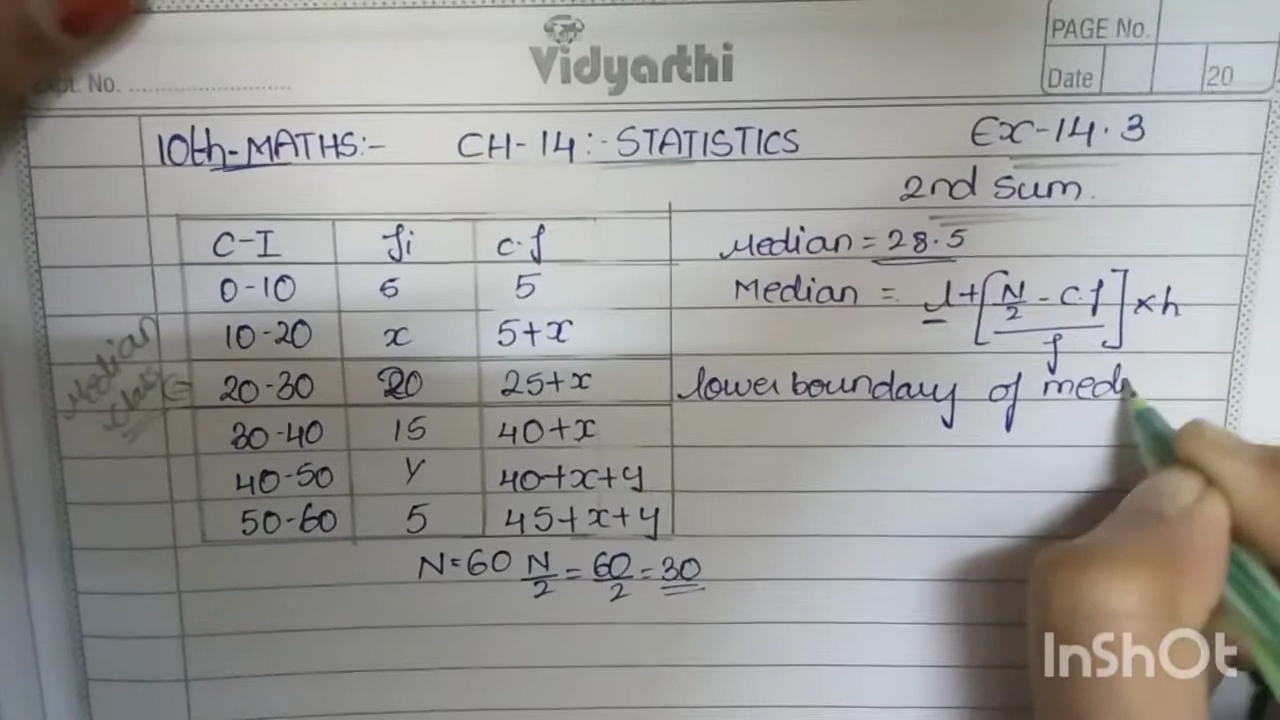 Vidyarthi
PAGE No.
Expt. No. ........
Date 20
10th-MATHS:- CH-14:-STATISTICS EX-14.3
2nd sum.
C-I fi c.f
0-10 5 5
10-20 x 5+x
20-30 20 25+x
30-40 15 40+x
40-50 y 40+x+y
50-60 5 45+x+y
Median class
N=60 N/2 = 60/2 = 30
Median = 28.5
Median = l+[N/2 - c.f / f] x h
lower boundary of med
InShOt